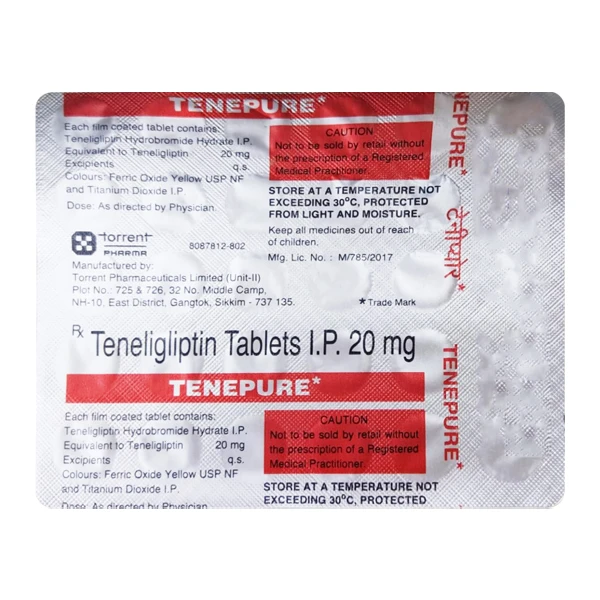 TENEPURE*
Each film coated tablet contains:
Teneligliptin Hydrobromide Hydrate I.P.
Equivalent to Teneligliptin 20 mg
Excipients q.s.
Colours: Ferric Oxide Yellow USP NF
and Titanium Dioxide I.P.
Dose: As directed by Physician.
CAUTION
Not to be sold by retail without
the prescription of a Registered
Medical Practitioner.
STORE AT A TEMPERATURE NOT
EXCEEDING 30°C, PROTECTED
FROM LIGHT AND MOISTURE.
Keep all medicines out of reach
of children.
Mfg. Lic. No. : M/785/2017
torrent
PHARMA
8087812-802
Manufactured by:
Torrent Pharmaceuticals Limited (Unit-II)
Plot No.: 725 & 726, 32 No. Middle Camp,
NH-10, East District, Gangtok, Sikkim - 737 135.
*Trade Mark
Rx Teneligliptin Tablets I.P. 20 mg
TENEPURE*
Each film coated tablet contains:
Teneligliptin Hydrobromide Hydrate I.P.
Equivalent to Teneligliptin 20 mg
Excipients q.s.
Colours: Ferric Oxide Yellow USP NF
and Titanium Dioxide I.P.
Dose: As directed by Physician
CAUTION
Not to be sold by retail without
the prescription of a Registered
Medical Practitioner.
STORE AT A TEMPERATURE NOT
EXCEEDING 30°C, PROTECTED
NEPURE*
TENEPURE*